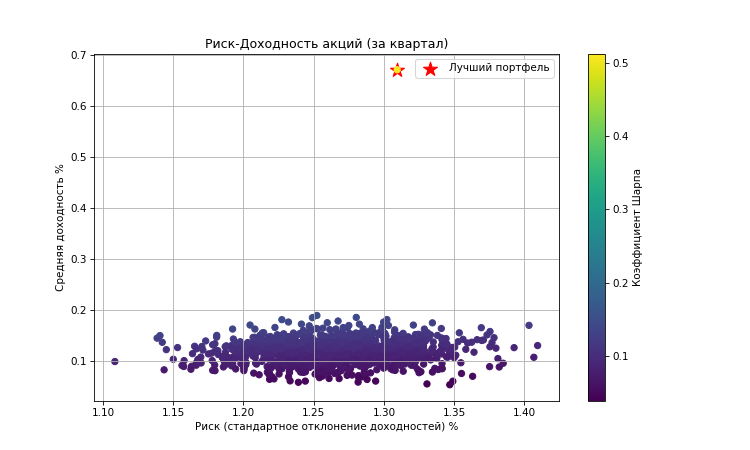 Риск-Доходность акций (за квартал)
Лучший портфель
Средняя доходность %
0.7
0.6
0.5
0.4
0.3
0.2
0.1
1.10 1.15 1.20 1.25 1.30 1.35 1.40
Риск (стандартное отклонение доходностей) %
0.5
0.4
0.3
0.2
0.1
Коэффициент Шарпа